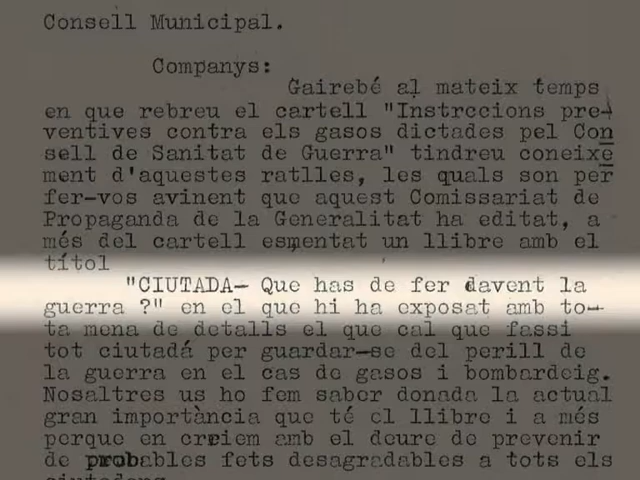 Consell Municipal.
Companys:
Gairebé al mateix temps
en que rebreu el cartell "Instrccions pre-
ventives contra els gasos dictades pel Con
sell de Sanitat de Guerra" tindreu coneixe
ment d'aquestes ratlles, les quals son per
fer-vos avinent que aquest Comissariat de
Propaganda de la Generalitat ha editat, a
més del cartell esmentat un llibre amb el
títol
"CIUTADA- Que has de fer davent la
guerra ?" en el que hi ha exposat amb to-
ta mena de detalls el que cal que fassi
tot ciutadá per guardar-se del perill de
la guerra en el cas de gasos i bombardeig.
Nosaltres us ho fem saber donada la actual
gran importància que té el llibre i a més
perque en creiem amb el deure de prevenir
de probables fets desagradables a tots els
ciutadans